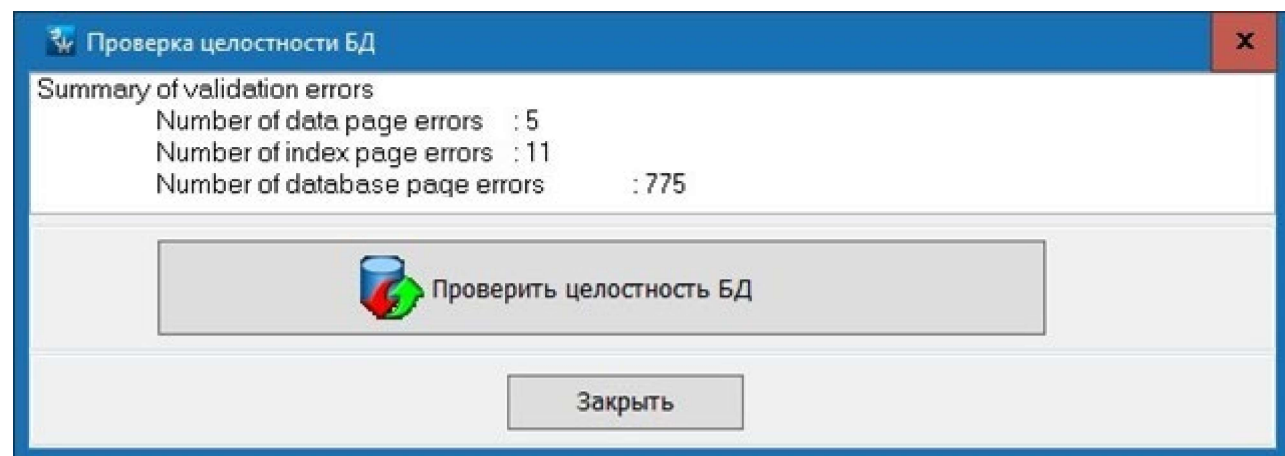 Проверка целостности БД
x
Summary of validation errors
Number of data page errors : 5
Number of index page errors : 11
Number of database page errors : 775
Проверить целостность БД
Закрыть